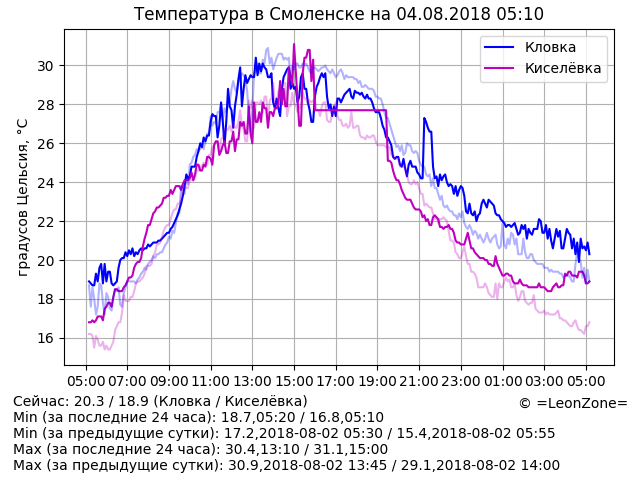 Температура в Смоленске на 04.08.2018 05:10
Кловка
Киселёвка
градусов Цельсия, °C
30
28
26
24
22
20
18
16
05:00 07:00 09:00 11:00 13:00 15:00 17:00 19:00 21:00 23:00 01:00 03:00 05:00
Сейчас: 20.3 / 18.9 (Кловка / Киселёвка)
© =LeonZone=
Min (за последние 24 часа): 18.7,05:20 / 16.8,05:10
Min (за предыдущие сутки): 17.2,2018-08-02 05:30 / 15.4,2018-08-02 05:55
Max (за последние 24 часа): 30.4,13:10 / 31.1,15:00
Max (за предыдущие сутки): 30.9,2018-08-02 13:45 / 29.1,2018-08-02 14:00